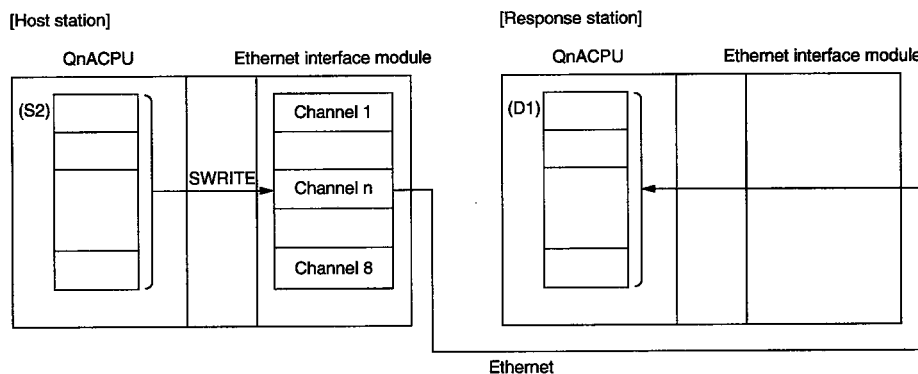 [Host station]
QnACPU
Ethernet interface module
(S2)
SWRITE
Channel 1
Channel n
Channel 8
[Response station]
QnACPU
Ethernet interface module
(D1)
Ethernet